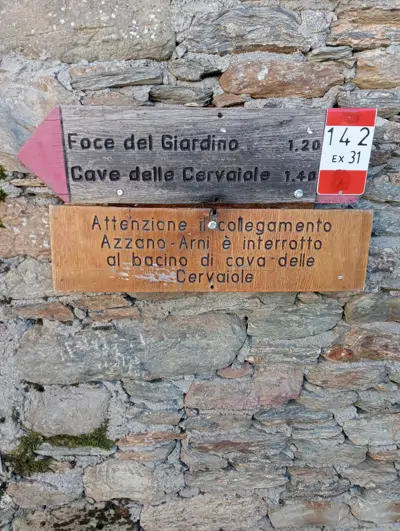 Foce del Giardino 1.20
Cave delle Cervaiole 1.40
142
EX 31
Attenzione il collegamento
Azzano-Arni è interrotto
al bacino di cava delle
Cervaiole